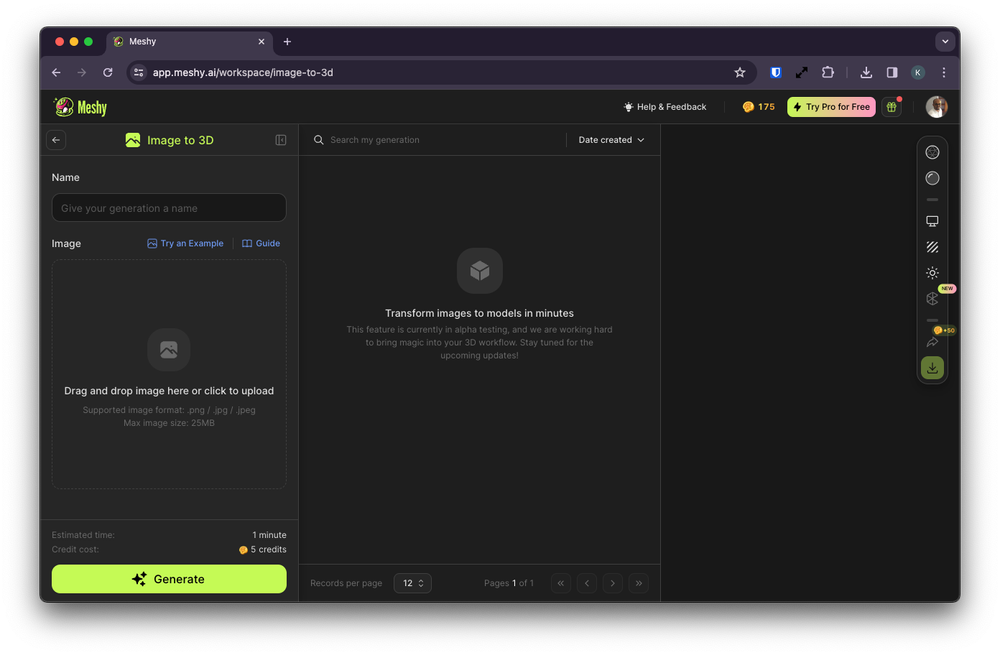 Meshy
app.meshy.ai/workspace/image-to-3d
K
Meshy
Help & Feedback
175
Try Pro for Free
Image to 3D
Search my generation
Date created
Name
Give your generation a name
Image
Try an Example
Guide
Drag and drop image here or click to upload
Supported image format: .png / .jpg / .jpeg
Max image size: 25MB
Transform images to models in minutes
This feature is currently in alpha testing, and we are working hard
to bring magic into your 3D workflow. Stay tuned for the
upcoming updates!
NEW
+50
Estimated time:
1 minute
Credit cost:
5 credits
Generate
Records per page
12
Pages 1 of 1